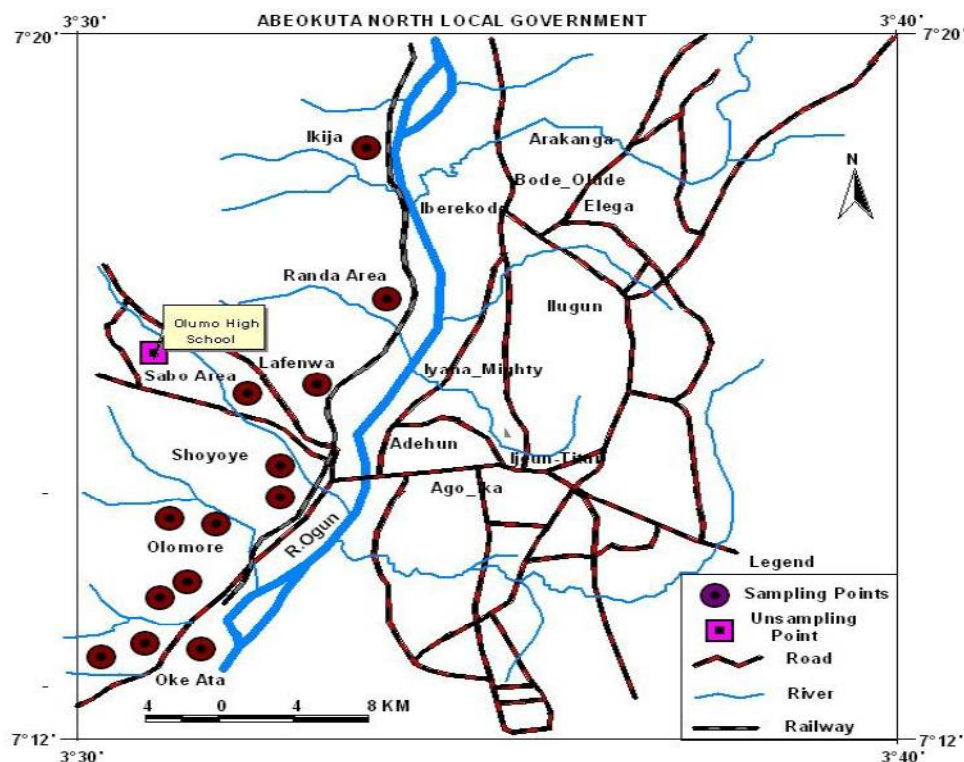 ABEOKUTA NORTH LOCAL GOVERNMENT
3°30'
3°40'
7°20'
7°20'
Ikija
Arakanga
N
Bode_Olude
Iberekodo
Elega
Randa Area
Ilugun
Olumo High
School
Lafenwa
Iyana_Mighty
Sabo Area
Adehun
Shoyoye
Ijeun-Titun
Ago_Ika
R.Ogun
Olomore
Legend
Sampling Points
Unsampling
Point
Road
River
Railway
Oke Ata
4 0 4 8 KM
7°12'
7°12'
3°30'
3°40'